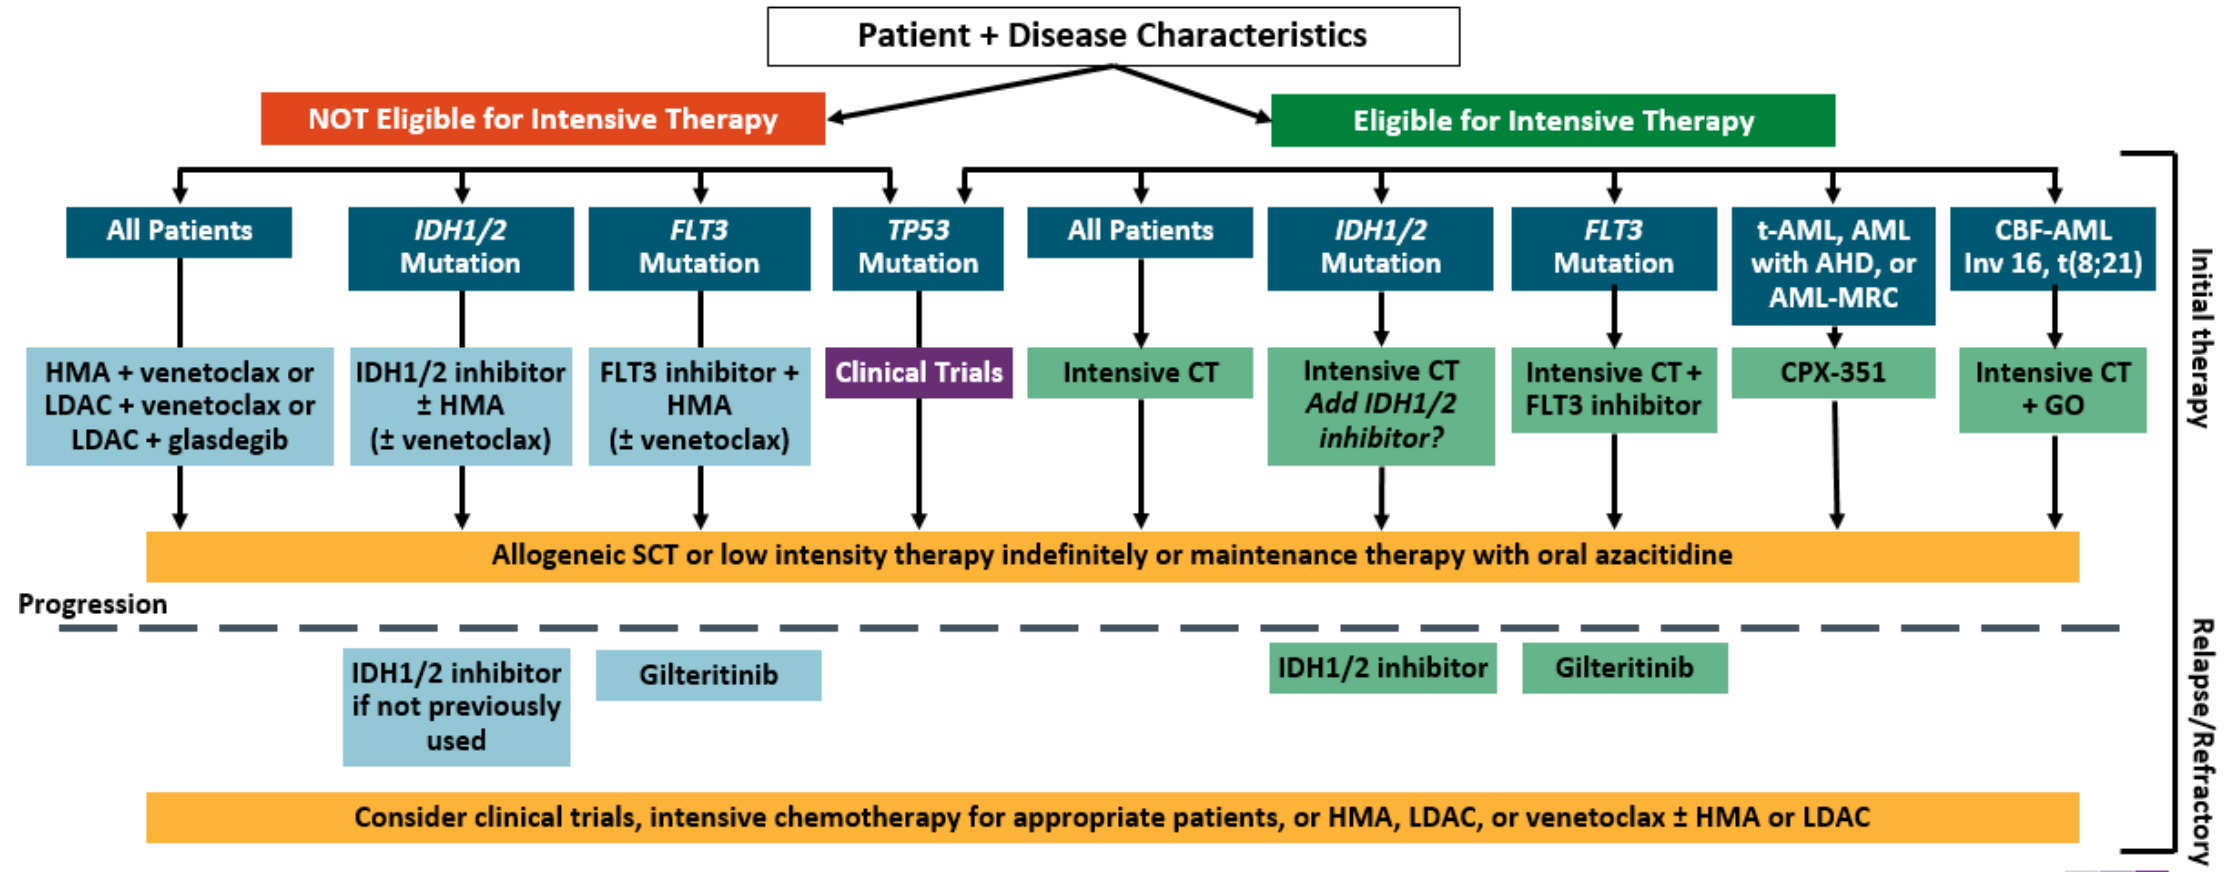 Patient + Disease Characteristics
NOT Eligible for Intensive Therapy
Eligible for Intensive Therapy
All Patients
IDH1/2
Mutation
FLT3
Mutation
TP53
Mutation
All Patients
IDH1/2
Mutation
FLT3
Mutation
t-AML, AML
with AHD, or
AML-MRC
CBF-AML
Inv 16, t(8;21)
HMA + venetoclax or
LDAC + venetoclax or
LDAC + glasdegib
IDH1/2 inhibitor
± HMA
(± venetoclax)
FLT3 inhibitor +
HMA
(± venetoclax)
Clinical Trials
Intensive CT
Intensive CT
Add IDH1/2
inhibitor?
Intensive CT +
FLT3 inhibitor
CPX-351
Intensive CT
+ GO
Initial therapy
Allogeneic SCT or low intensity therapy indefinitely or maintenance therapy with oral azacitidine
Progression
IDH1/2 inhibitor
if not previously
used
Gilteritinib
IDH1/2 inhibitor
Gilteritinib
Relapse/Refractory
Consider clinical trials, intensive chemotherapy for appropriate patients, or HMA, LDAC, or venetoclax ± HMA or LDAC